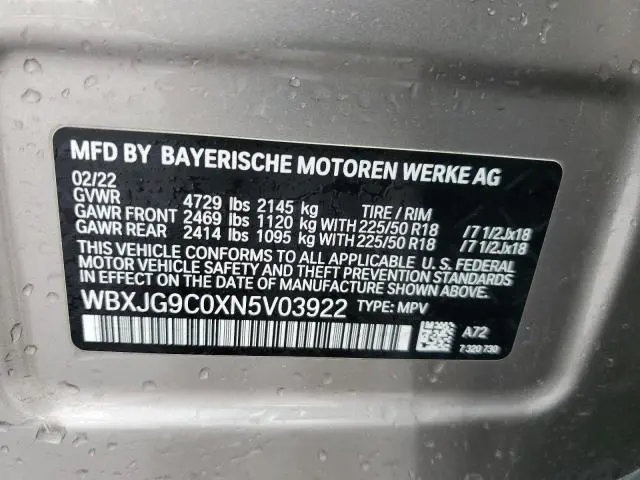 MFD BY BAYERISCHE MOTOREN WERKE AG
02/22
GVWR 4729 lbs 2145 kg TIRE / RIM
GAWR FRONT 2469 lbs 1120 kg WITH 225/50 R18 /7 1/2Jx18
GAWR REAR 2414 lbs 1095 kg WITH 225/50 R18 /7 1/2Jx18
THIS VEHICLE CONFORMS TO ALL APPLICABLE U.S. FEDERAL
MOTOR VEHICLE SAFETY AND THEFT PREVENTION STANDARDS
IN EFFECT ON THE DATE OF MANUFACTURE SHOWN ABOVE.
WBXJG9C0XN5V03922 TYPE: MPV
A72
7 320 730